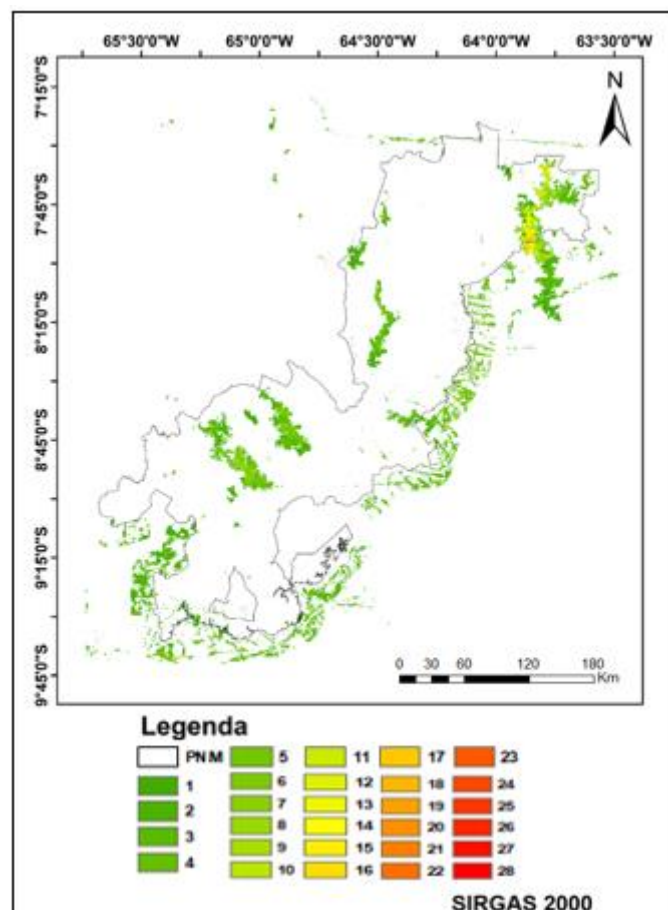 65°30'0"W 65°0'0"W 64°30'0"W 64°0'0"W 63°30'0"W
N
7°15'0"S
7°45'0"S
8°15'0"S
8°45'0"S
9°15'0"S
9°45'0"S
0 30 60 120 180
Km
Legenda
PNM 5 11 17 23
1 6 12 18 24
2 7 13 19 25
3 8 14 20 26
4 9 15 21 27
10 16 22 28
SIRGAS 2000